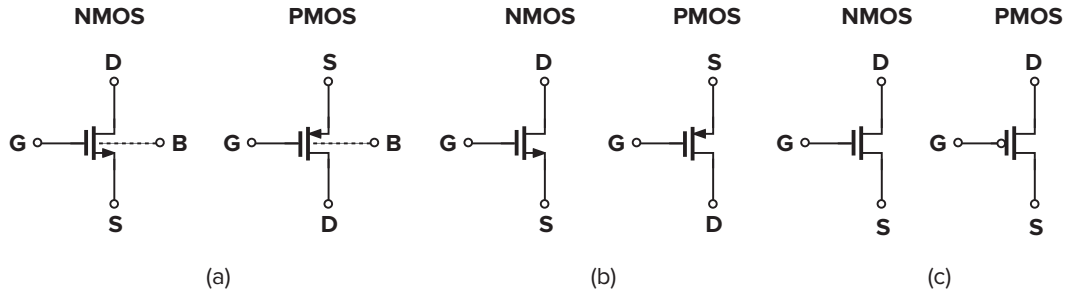 NMOS PMOS NMOS PMOS NMOS PMOS
D S D S D D
G B G B G G G G
S D S D S S
(a) (b) (c)